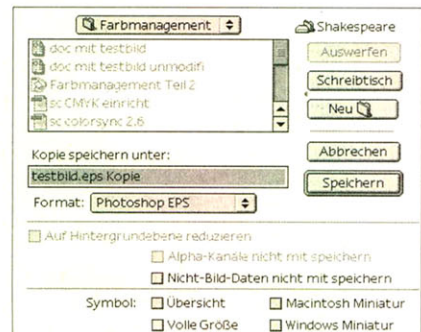 Farbmanagement
Shakespeare
doc mit testbild
doc mit testbild unmodifi
Farbmanagement Teil 2
sc CMYK einricht
sc colorsync 2.6
Auswerfen
Schreibtisch
Neu
Kopie speichern unter:
testbild.eps Kopie
Abbrechen
Speichern
Format: Photoshop EPS
Auf Hintergrundebene reduzieren
Alpha-Kanäle nicht mit speichern
Nicht-Bild-Daten nicht mit speichern
Symbol: Übersicht Macintosh Miniatur
Volle Größe Windows Miniatur